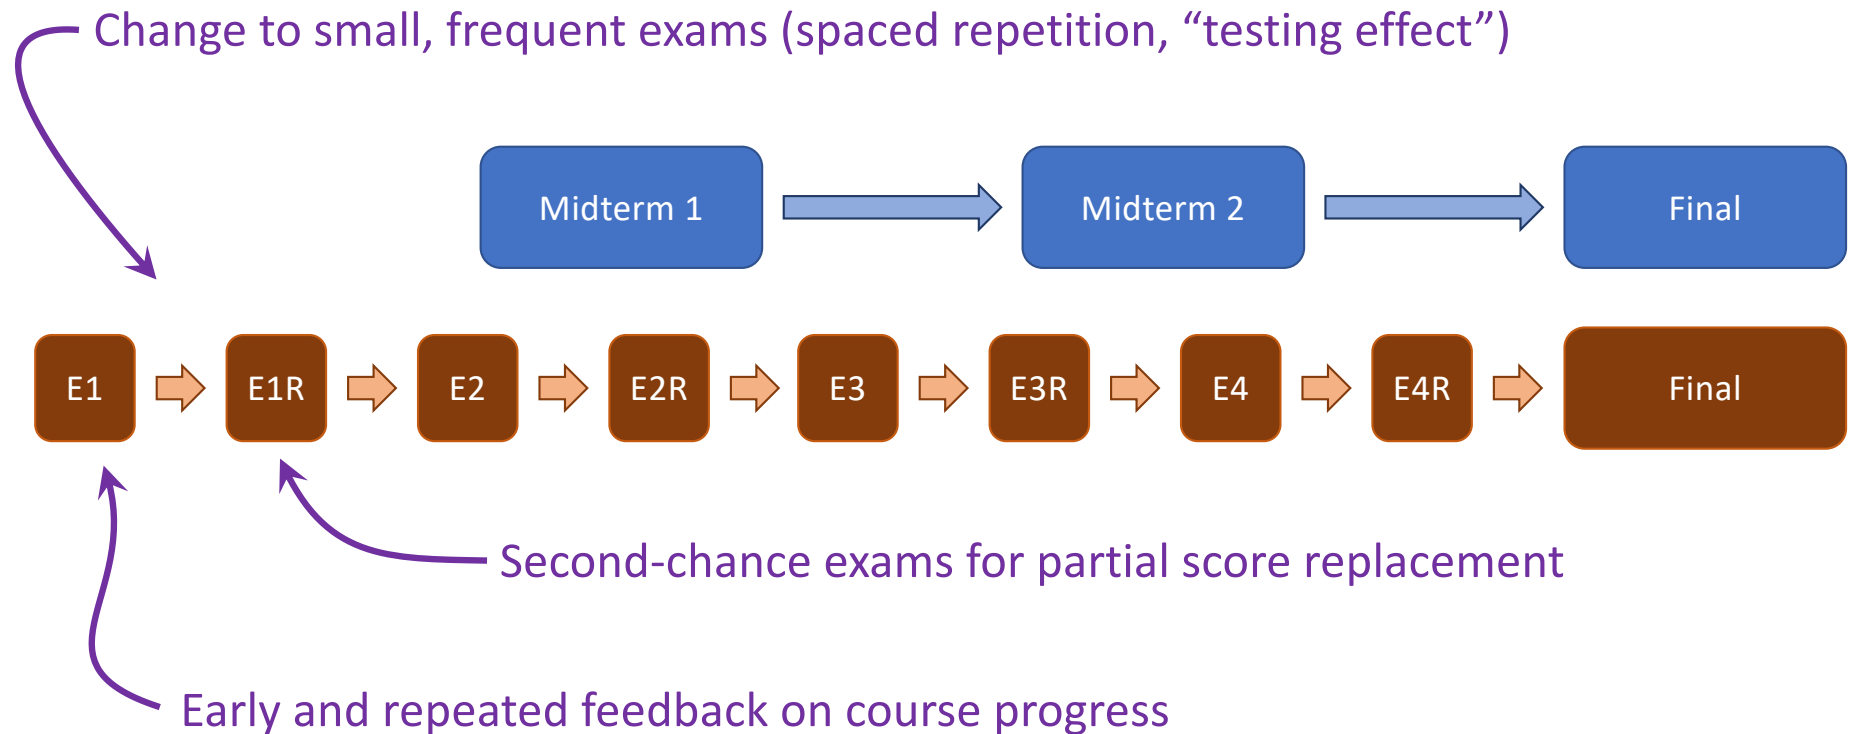 Change to small, frequent exams (spaced repetition, “testing effect”)
Midterm 1
Midterm 2
Final
E1
E1R
E2
E2R
E3
E3R
E4
E4R
Final
Second-chance exams for partial score replacement
Early and repeated feedback on course progress